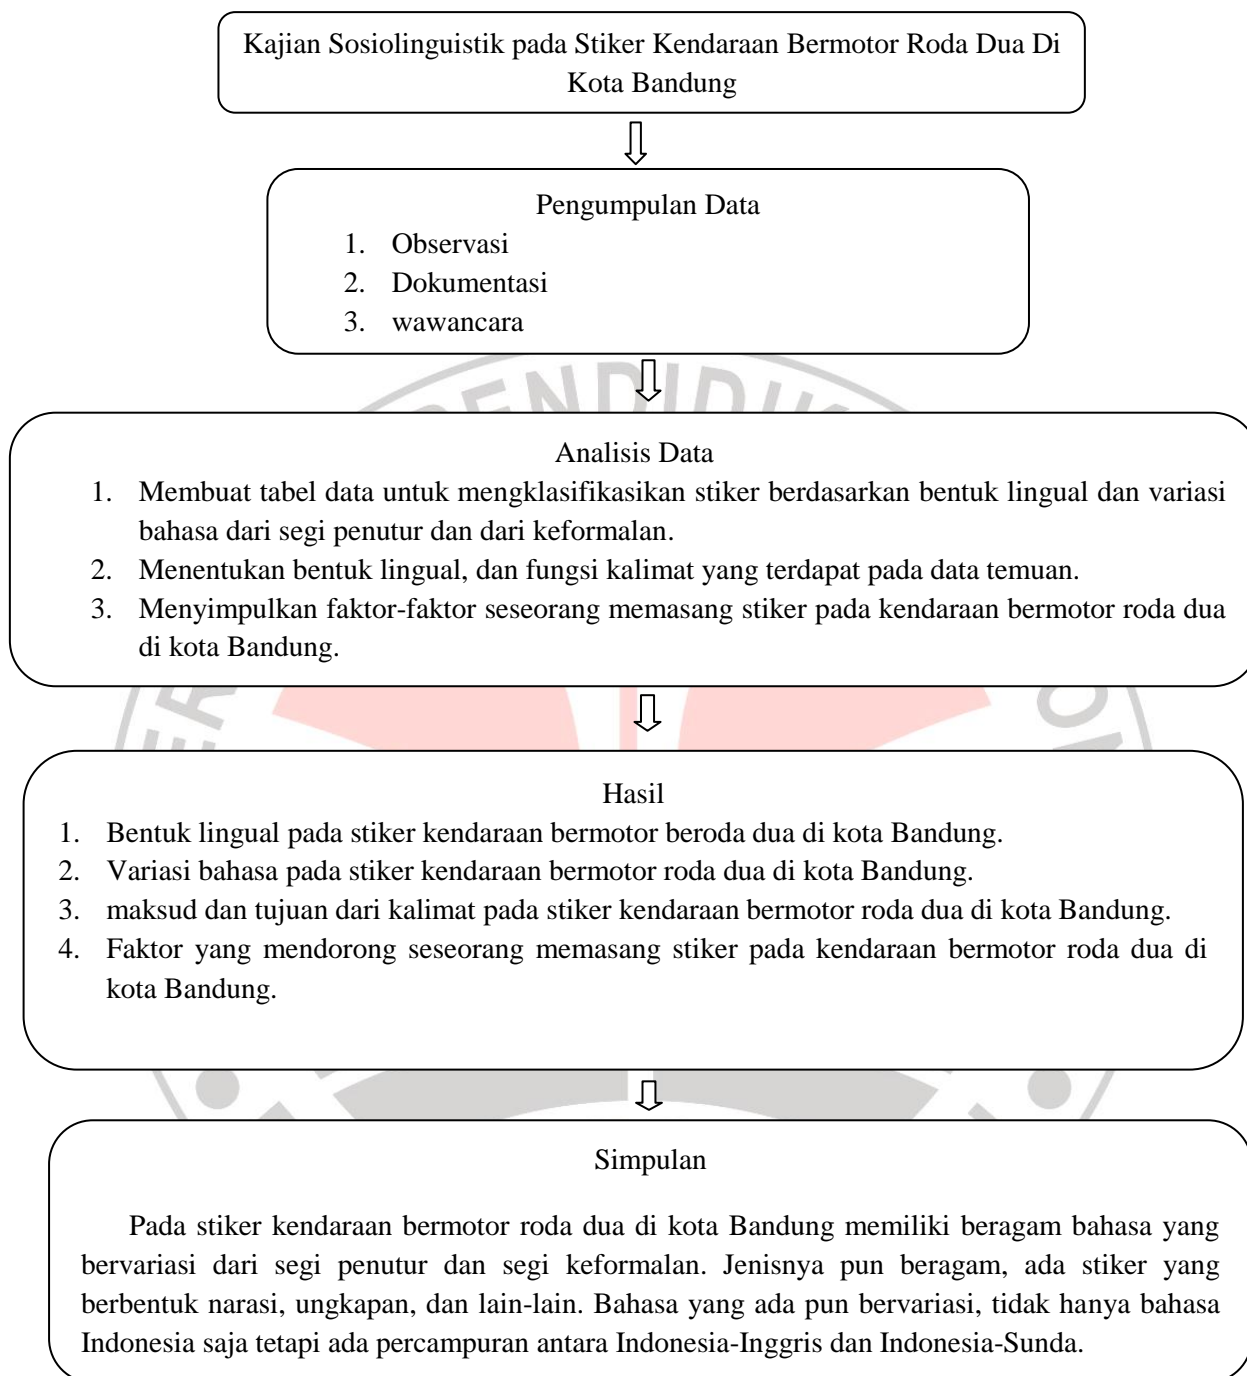 Kajian Sosiolinguistik pada Stiker Kendaraan Bermotor Roda Dua Di
Kota Bandung
Pengumpulan Data
1. Observasi
2. Dokumentasi
3. wawancara
Analisis Data
1. Membuat tabel data untuk mengklasifikasikan stiker berdasarkan bentuk lingual dan variasi
bahasa dari segi penutur dan dari keformalan.
2. Menentukan bentuk lingual, dan fungsi kalimat yang terdapat pada data temuan.
3. Menyimpulkan faktor-faktor seseorang memasang stiker pada kendaraan bermotor roda dua
di kota Bandung.
Hasil
1. Bentuk lingual pada stiker kendaraan bermotor beroda dua di kota Bandung.
2. Variasi bahasa pada stiker kendaraan bermotor roda dua di kota Bandung.
3. maksud dan tujuan dari kalimat pada stiker kendaraan bermotor roda dua di kota Bandung.
4. Faktor yang mendorong seseorang memasang stiker pada kendaraan bermotor roda dua di
kota Bandung.
Simpulan
Pada stiker kendaraan bermotor roda dua di kota Bandung memiliki beragam bahasa yang
bervariasi dari segi penutur dan segi keformalan. Jenisnya pun beragam, ada stiker yang
berbentuk narasi, ungkapan, dan lain-lain. Bahasa yang ada pun bervariasi, tidak hanya bahasa
Indonesia saja tetapi ada percampuran antara Indonesia-Inggris dan Indonesia-Sunda.